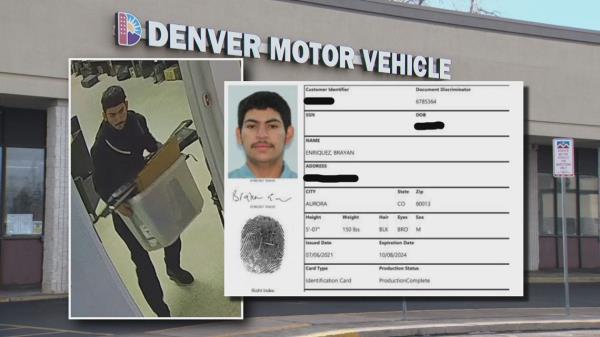 DENVER MOTOR VEHICLE
Customer Identifier Document Discriminator
6785364
SSN DOB
NAME
ENRIQUEZ, BRAYAN
ADDRESS
CITY State Zip
AURORA CO 80013
Height Weight Hair Eyes Sex
5'-07" 150 lbs BLK BRO M
Issued Date Expiration Date
07/06/2021 10/08/2024
Card Type Production Status
Identification Card ProductionComplete
Right Index